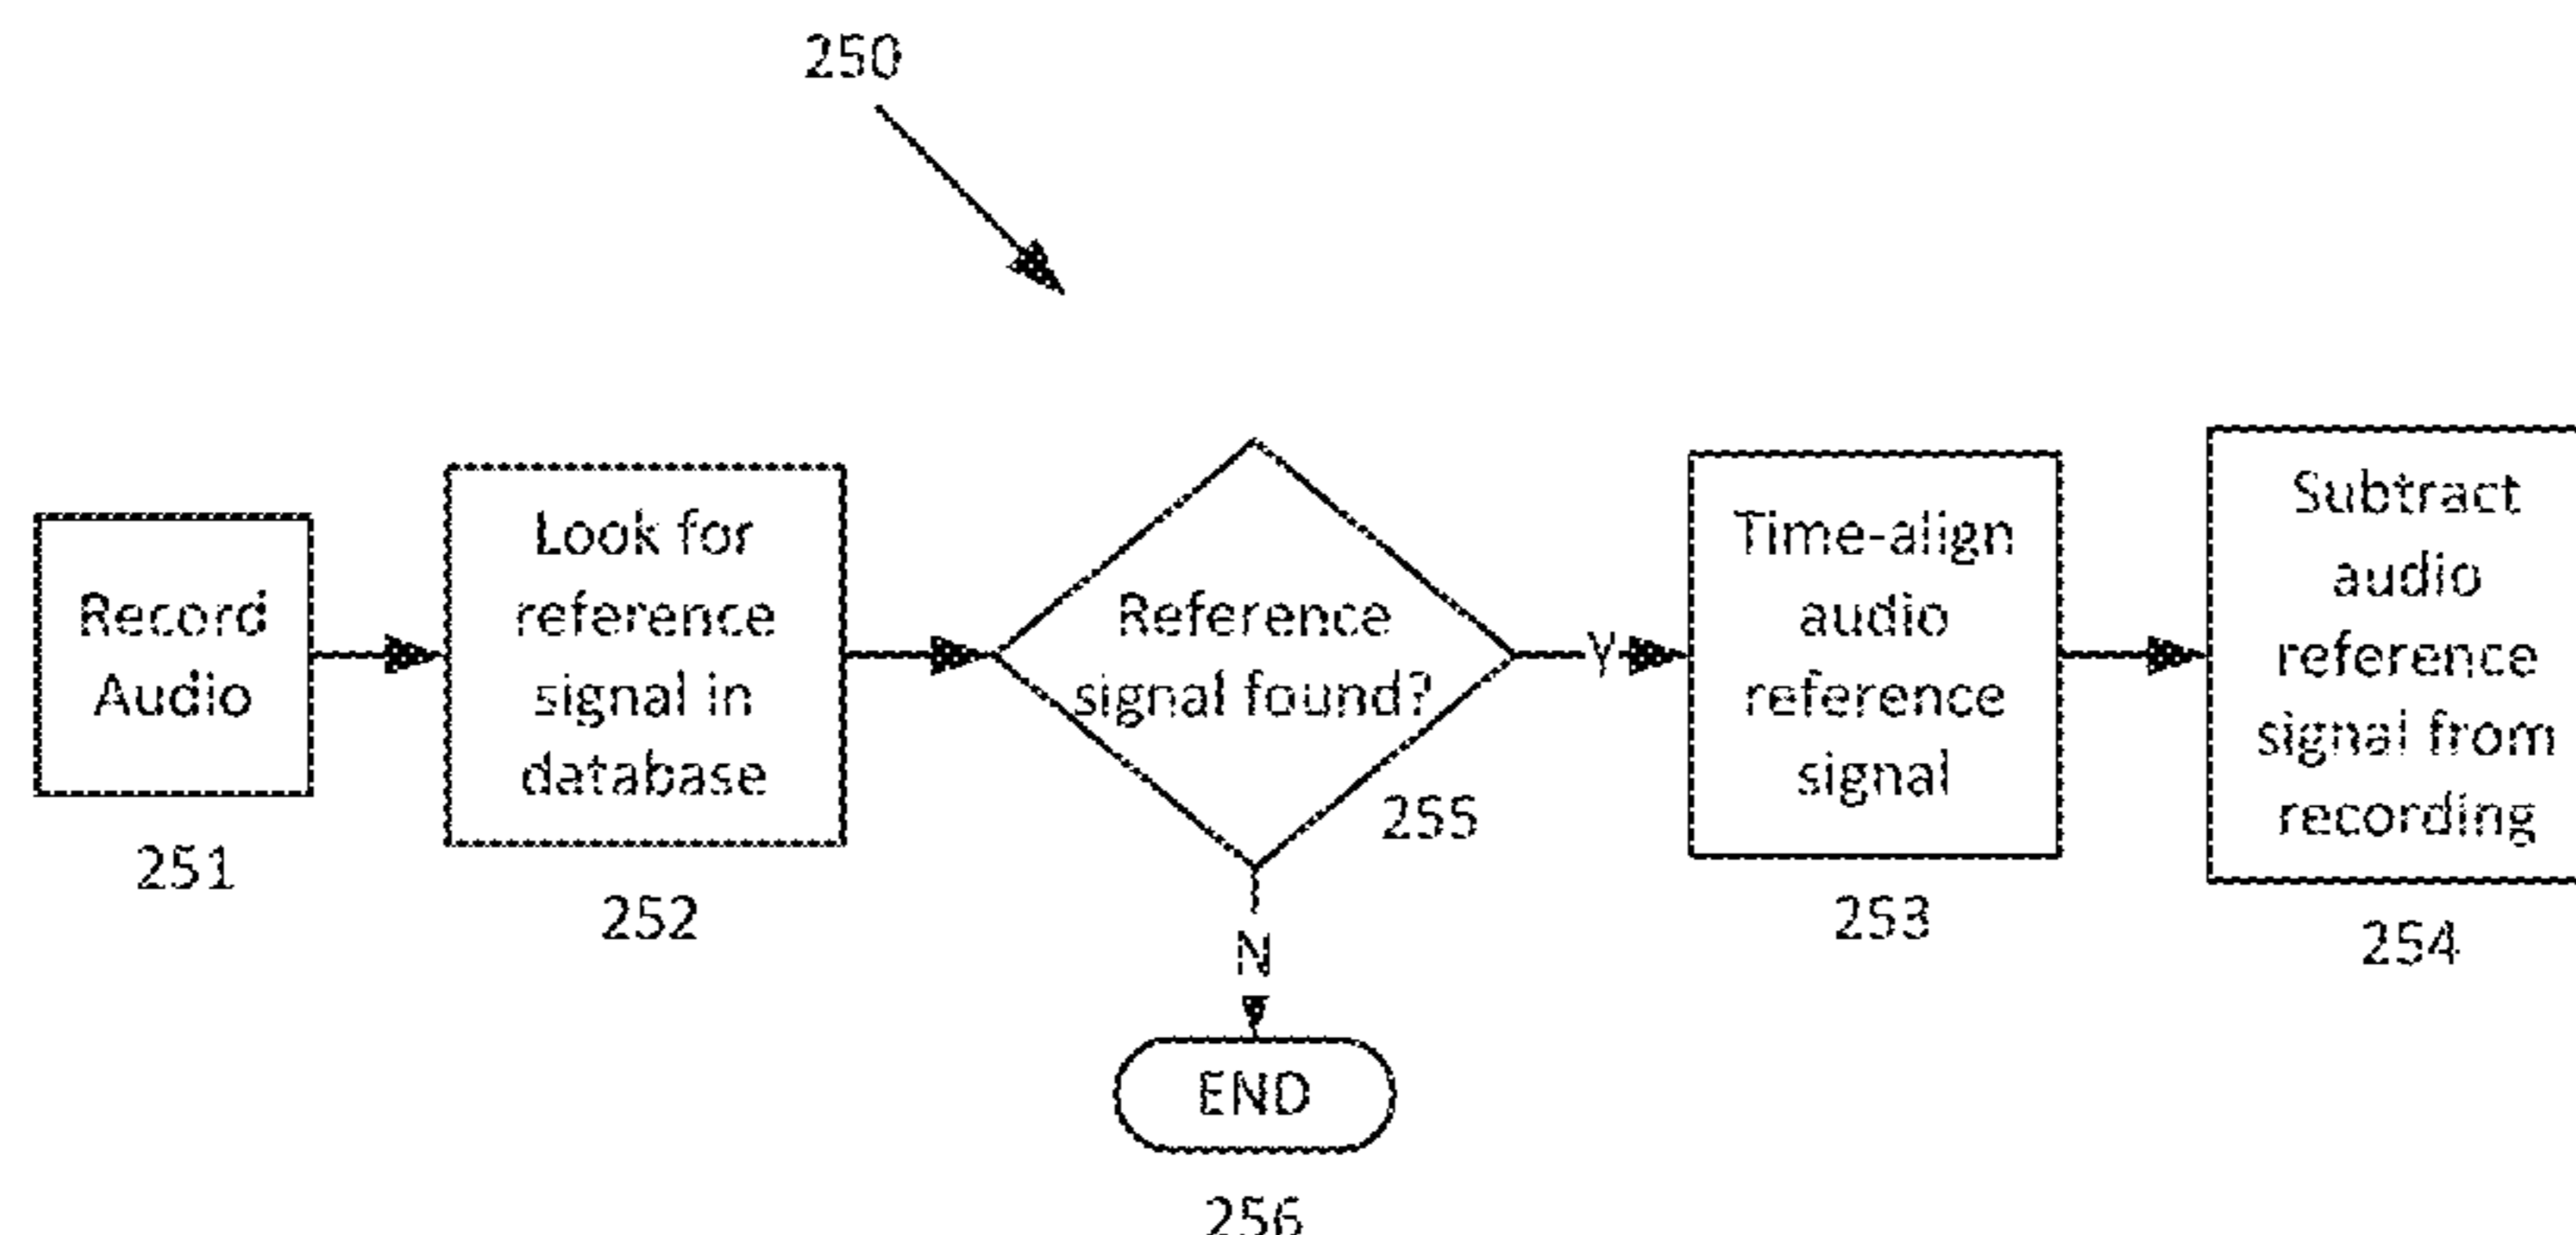 250
Record
Audio
251
Look for
reference
signal in
database
252
Reference
signal found?
255
Y
N
END
256
Time-align
audio
reference
signal
253
Subtract
audio
reference
signal from
recording
254